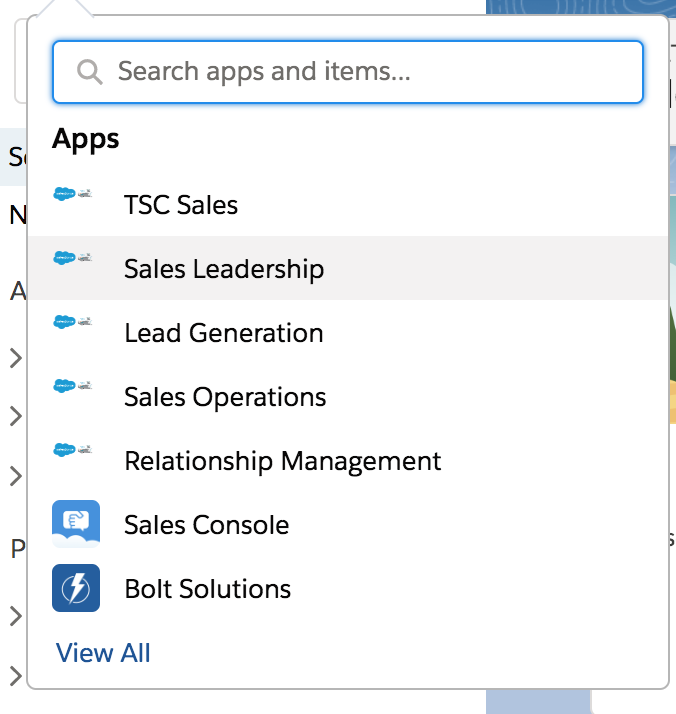 Search apps and items...
Apps
TSC Sales
Sales Leadership
Lead Generation
Sales Operations
Relationship Management
Sales Console
Bolt Solutions
View All